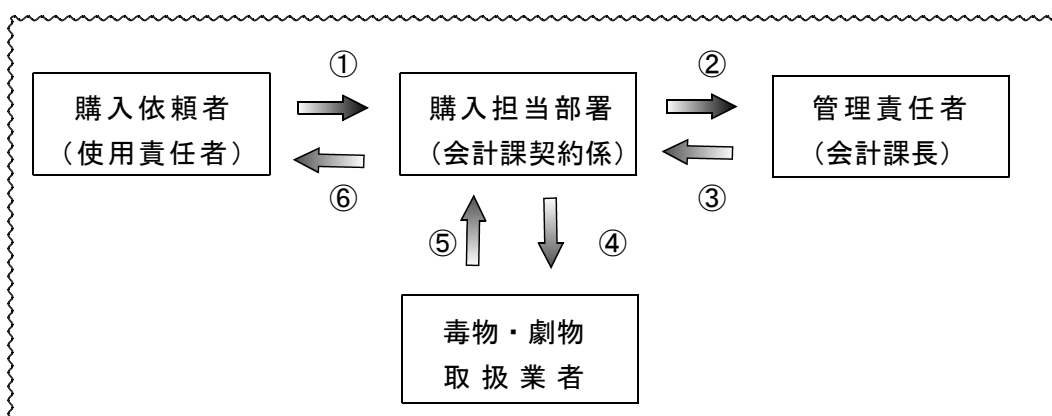 ①
②
購入依頼者
（使用責任者）
購入担当部署
（会計課契約係）
管理責任者
（会計課長）
⑥
③
⑤
④
毒物・劇物
取扱業者